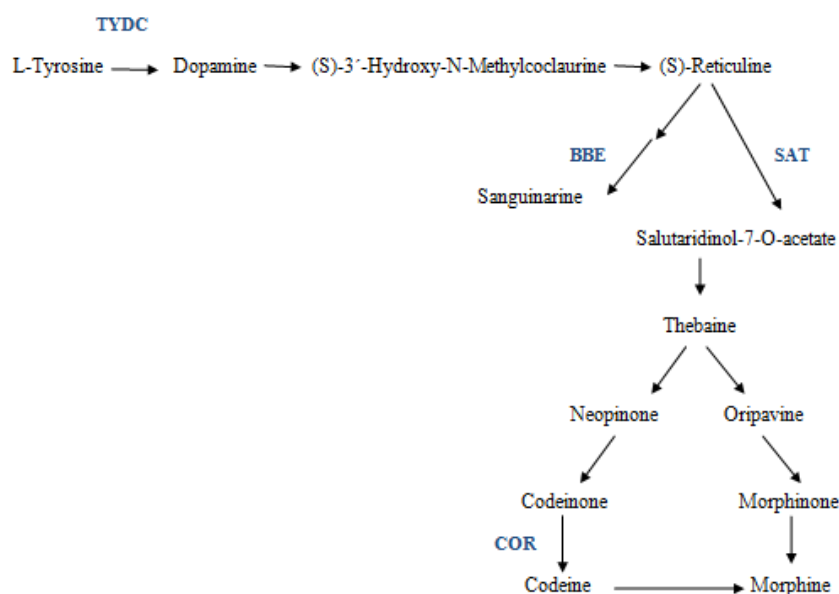 TYDC
L-Tyrosine Dopamine (S)-3´-Hydroxy-N-Methylcoclaurine (S)-Reticuline
BBE SAT
Sanguinarine
Salutaridinol-7-O-acetate
Thebaine
Neopinone Oripavine
Codeinone Morphinone
COR
Codeine Morphine